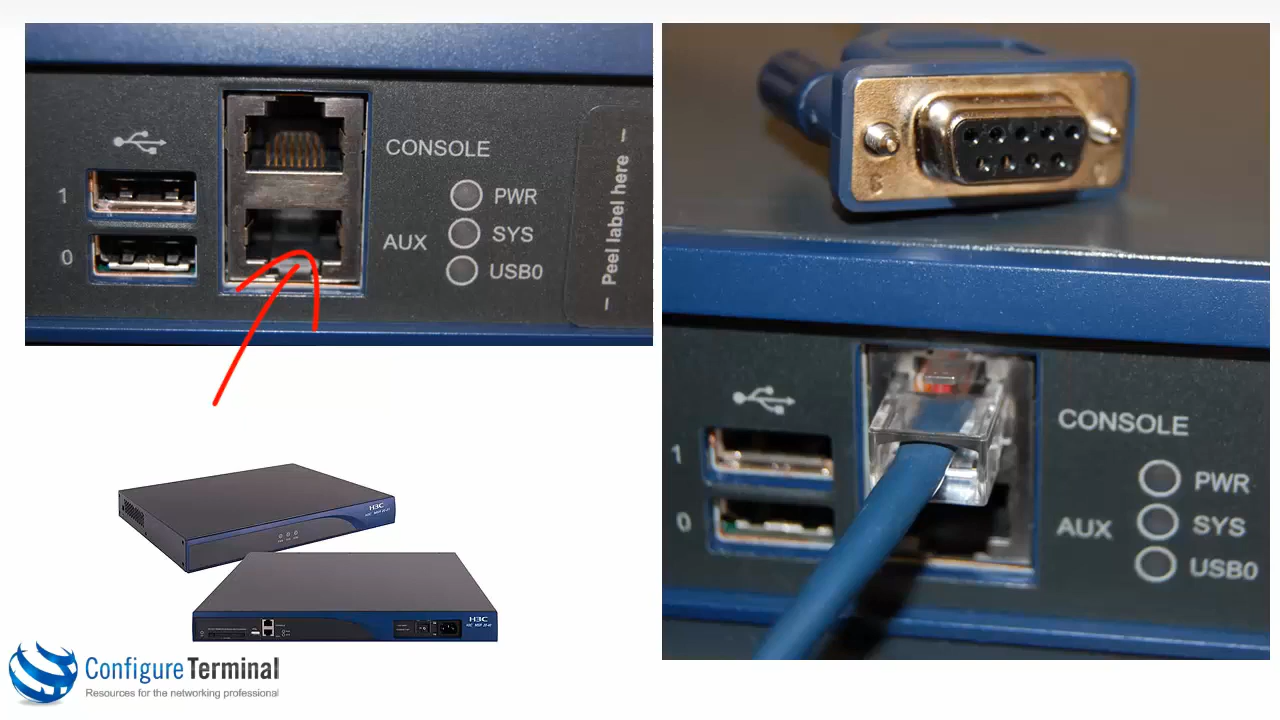 CONSOLE
1
PWR
AUX
SYS
0
USB0
– Peel label here –
CONSOLE
1
PWR
0
AUX
SYS
USB0
H3C
H3C
Configure Terminal
Resources for the networking professional